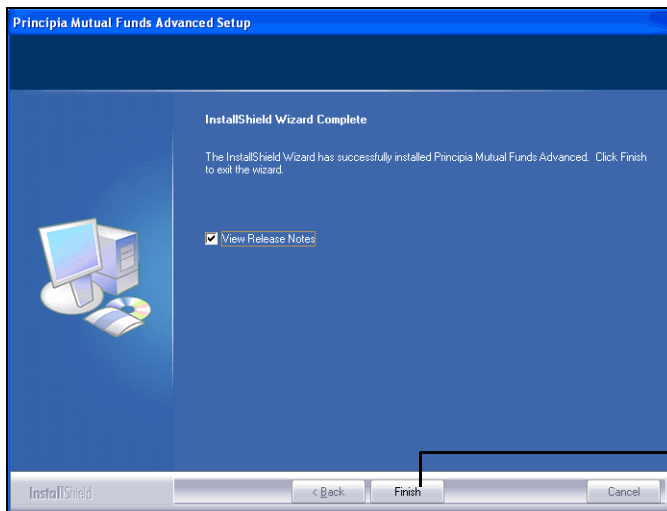 Principia Mutual Funds Advanced Setup
InstallShield Wizard Complete
The InstallShield Wizard has successfully installed Principia Mutual Funds Advanced. Click Finish
to exit the wizard.
View Release Notes
InstallShield
< Back
Finish
Cancel